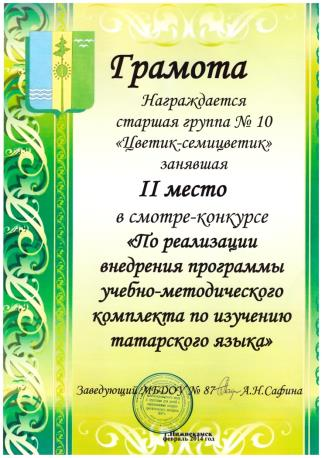 Грамота
Награждается
старшая группа № 10
«Цветик-семицветик»
занявшая
II место
в смотре-конкурсе
«По реализации
внедрения программы
учебно-методического
комплекта по изучению
татарского языка»
Заведующий МБДОУ № 87 А.Н.Сафина
г.Нижнекамск
февраль 2014 год